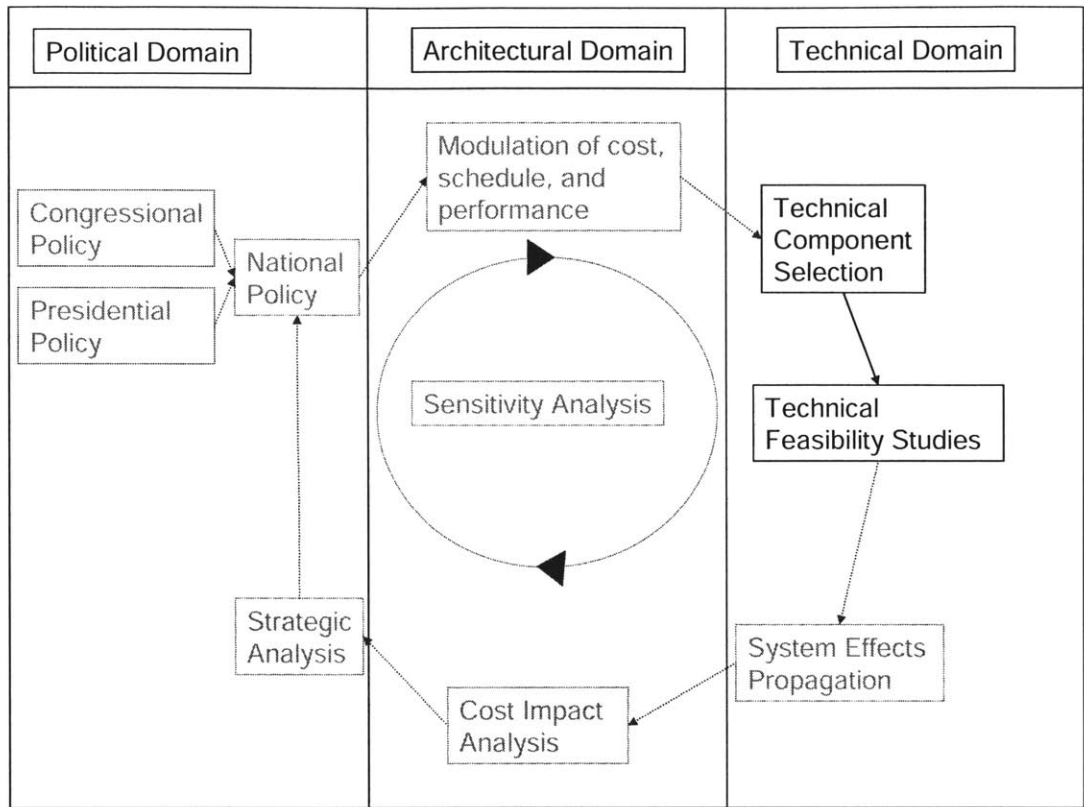 Political Domain
Architectural Domain
Technical Domain
Modulation of cost,
schedule, and
performance
Congressional
Policy
Presidential
Policy
National
Policy
Technical
Component
Selection
Sensitivity Analysis
Technical
Feasibility Studies
Strategic
Analysis
System Effects
Propagation
Cost Impact
Analysis